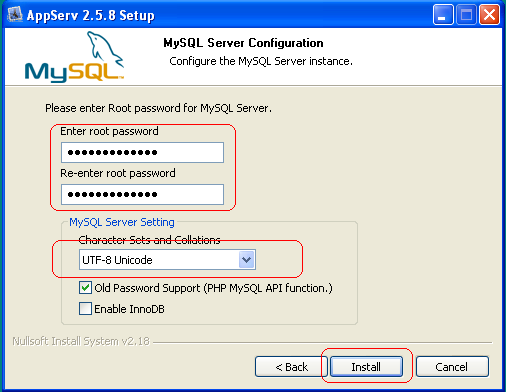 AppServ 2.5.8 Setup
MySQL
MySQL Server Configuration
Configure the MySQL Server instance.
Please enter Root password for MySQL Server.
Enter root password
●●●●●●●●●●●●●
Re-enter root password
●●●●●●●●●●●●●
MySQL Server Setting
Character Sets and Collations
UTF-8 Unicode
Old Password Support (PHP MySQL API function.)
Enable InnoDB
Nullsoft Install System v2.18
< Back
Install
Cancel